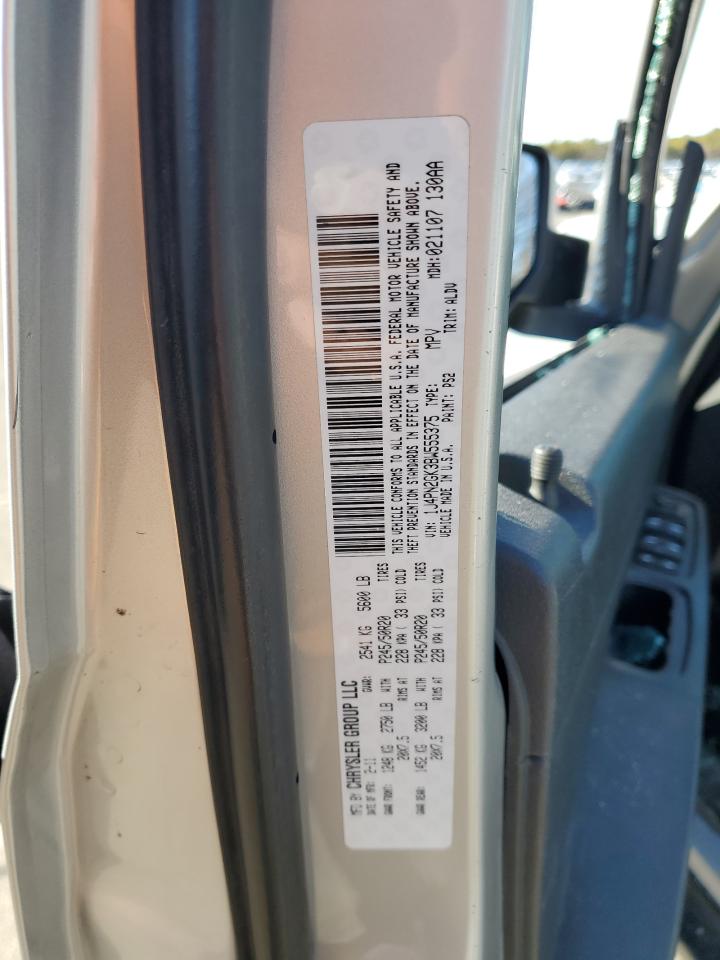 MFD BY CHRYSLER GROUP LLC
DATE OF MFR: 2-11 GVWR: 2541 KG 5600 LB
GAWR FRONT: 1248 KG 2750 LB WITH P245/50R20 TIRES
20X7.5 RIMS AT 228 KPA ( 33 PSI) COLD
GAWR REAR: 1452 KG 3200 LB WITH P245/50R20 TIRES
20X7.5 RIMS AT 228 KPA ( 33 PSI) COLD
THIS VEHICLE CONFORMS TO ALL APPLICABLE U.S.A. FEDERAL MOTOR VEHICLE SAFETY AND
THEFT PREVENTION STANDARDS IN EFFECT ON THE DATE OF MANUFACTURE SHOWN ABOVE.
VIN: 1J4PN2GK3BW555375 TYPE: MPV MDH:021107 130AA
VEHICLE MADE IN U.S.A. PAINT: PS2 TRIM: ALDV